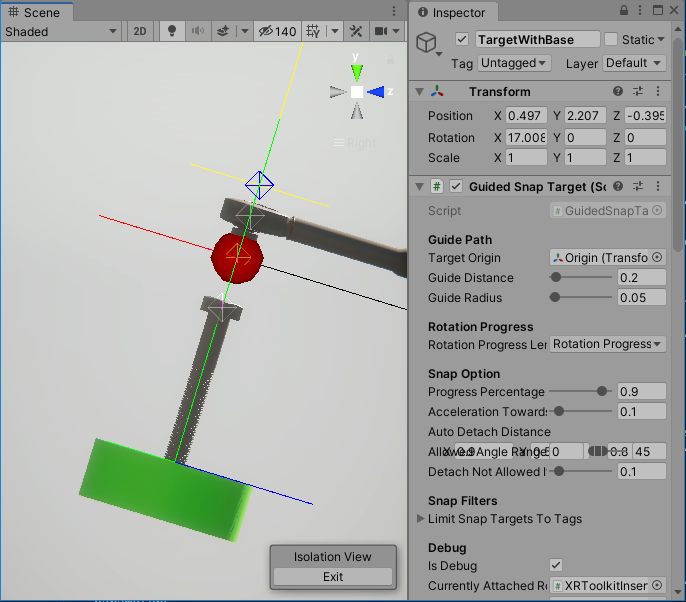 Scene
Shaded
2D
140
y
z
Right
Isolation View
Exit
Inspector
TargetWithBase
Static
Tag Untagged
Layer Default
Transform
Position X 0.497 Y 2.207 Z -0.395
Rotation X 17.008 Y 0 Z 0
Scale X 1 Y 1 Z 1
Guided Snap Target (Sc
Script GuidedSnapTa
Guide Path
Target Origin Origin (Transfo
Guide Distance 0.2
Guide Radius 0.05
Rotation Progress
Rotation Progress Ler Rotation Progress
Snap Option
Progress Percentage 0.9
Acceleration Towards 0.1
Auto Detach Distance
Allowed Angle Range 0 45
Detach Not Allowed I 0.1
Snap Filters
Limit Snap Targets To Tags
Debug
Is Debug
Currently Attached R XRToolkitInser